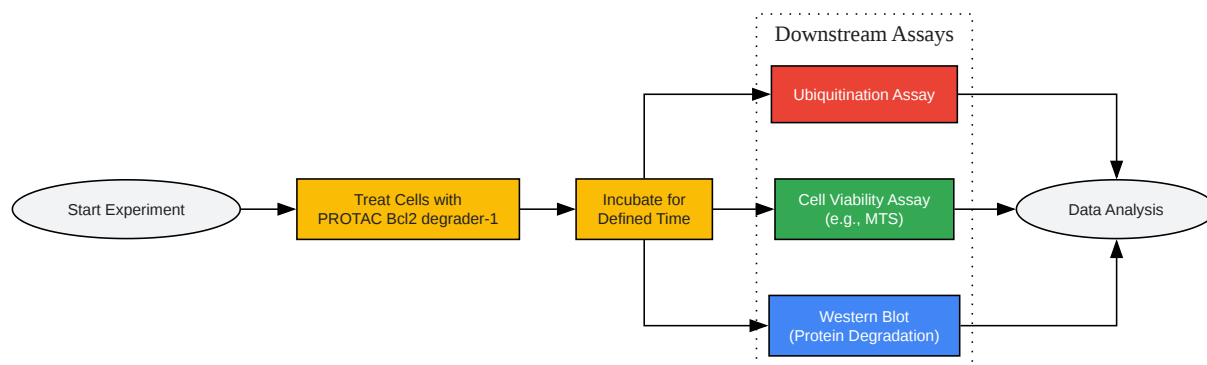 Downstream Assays
Ubiquitination Assay
Start Experiment
Treat Cells with
PROTAC Bcl2 degrader-1
Incubate for
Defined Time
Cell Viability Assay
(e.g., MTS)
Data Analysis
Western Blot
(Protein Degradation)